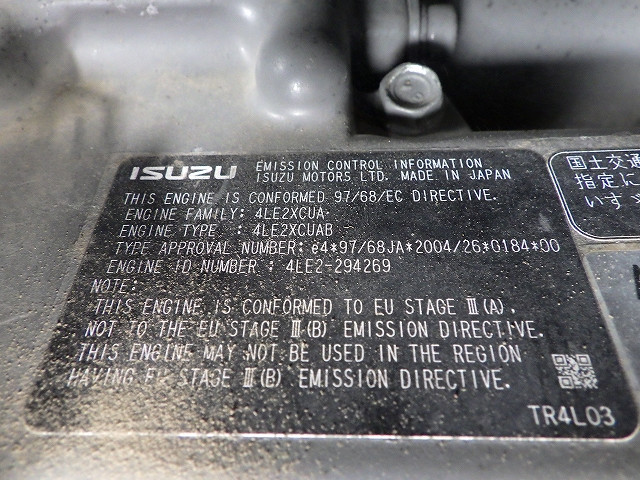 ISUZU EMISSION CONTROL INFORMATION
ISUZU MOTORS LTD. MADE IN JAPAN
THIS ENGINE IS CONFORMED 97/68/EC DIRECTIVE.
ENGINE FAMILY: 4LE2XCUA
ENGINE TYPE : 4LE2XCUAB
TYPE APPROVAL NUMBER: e4*97/68JA*2004/26*0184*00
ENGINE ID NUMBER : 4LE2-294269
NOTE:
THIS ENGINE IS CONFORMED TO EU STAGE Ⅲ(A),
NOT TO THE EU STAGE Ⅲ(B) EMISSION DIRECTIVE.
THIS ENGINE MAY NOT BE USED IN THE REGION
HAVING EU STAGE Ⅲ(B) EMISSION DIRECTIVE.
TR4L03
国土交通
指定に
います